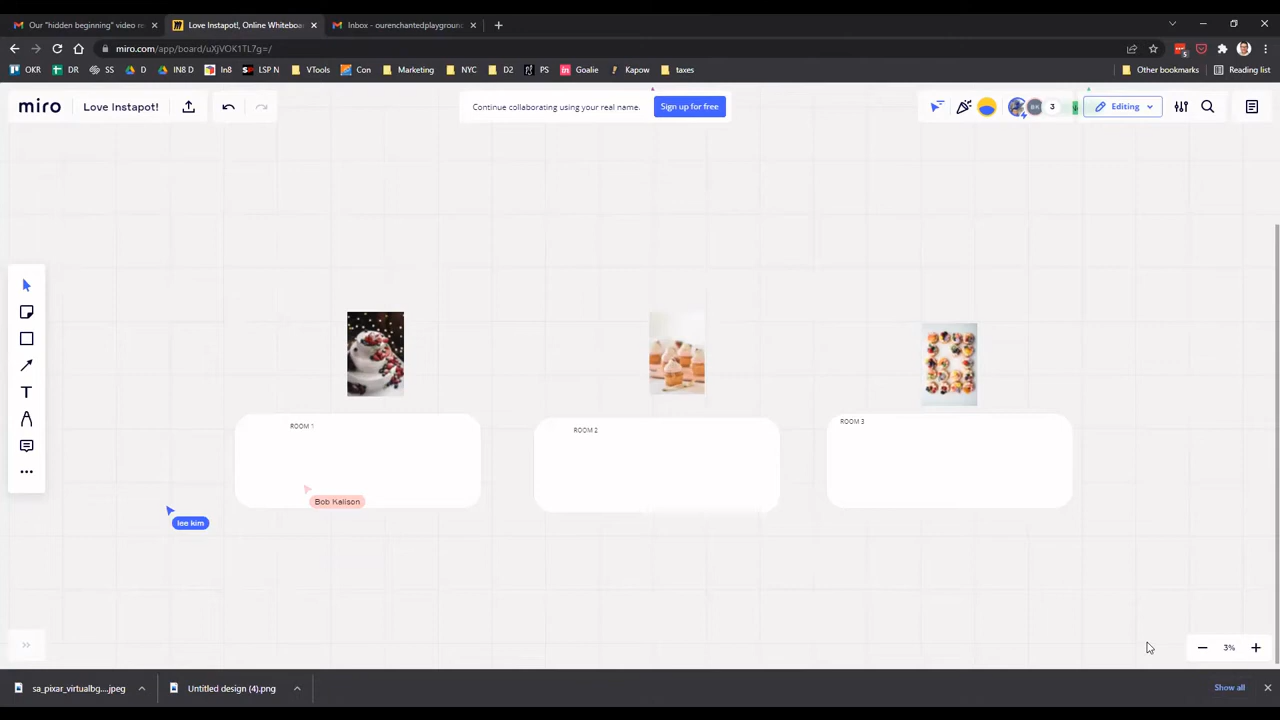 Our "hidden beginning" video re
Love Instapot!, Online Whiteboa
Inbox - ourenchantedplayground
miro.com/app/board/uXjVOK1TL7g=/
OKR
DR
SS
D
IN8 D
In8
LSP N
VTools
Con
Marketing
NYC
D2
PS
Goalie
Kapow
taxes
Other bookmarks
Reading list
miro
Love Instapot!
Continue collaborating using your real name.
Sign up for free
3
Editing
ROOM 1
ROOM 2
ROOM 3
Bob Kalison
lee kim
3%
sa_pixar_virtualbg....jpeg
Untitled design (4).png
Show all